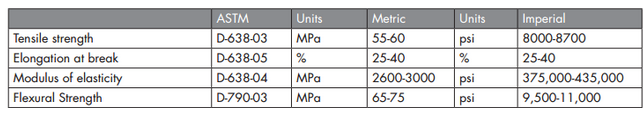 ASTM Units Metric Units Imperial
Tensile strength D-638-03 MPa 55-60 psi 8000-8700
Elongation at break D-638-05 % 25-40 % 25-40
Modulus of elasticity D-638-04 MPa 2600-3000 psi 375,000-435,000
Flexural Strength D-790-03 MPa 65-75 psi 9,500-11,000